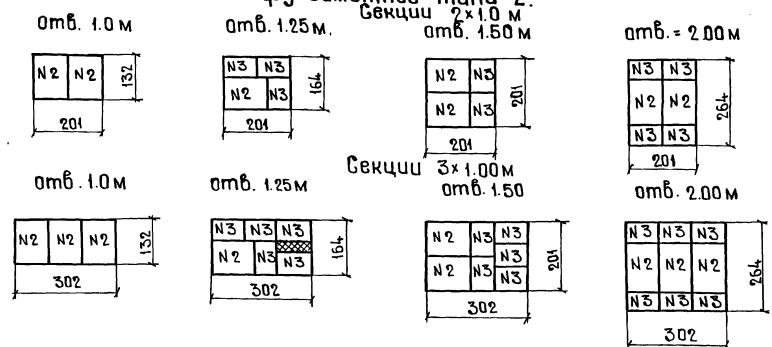 Секции 2×1.0 м
отв. 1.0 м
отв. 1.25 м.
отв. 1.50 м
отв. = 2.00 м
N2 N2
132
201
N3 N3
N2 N3
164
201
N2 N3
N2 N3
201
201
N3 N3
N2 N2
N3 N3
264
201
Секции 3×1.00 м
отв. 1.0 м
отв. 1.25 м
отв. 1.50
отв. 2.00 м
N2 N2 N2
132
302
N3 N3 N3
N2 N3 N3
164
302
N2 N3 N3
N3
N2 N3 N3
201
302
N3 N3 N3
N2 N2 N2
N3 N3 N3
264
302